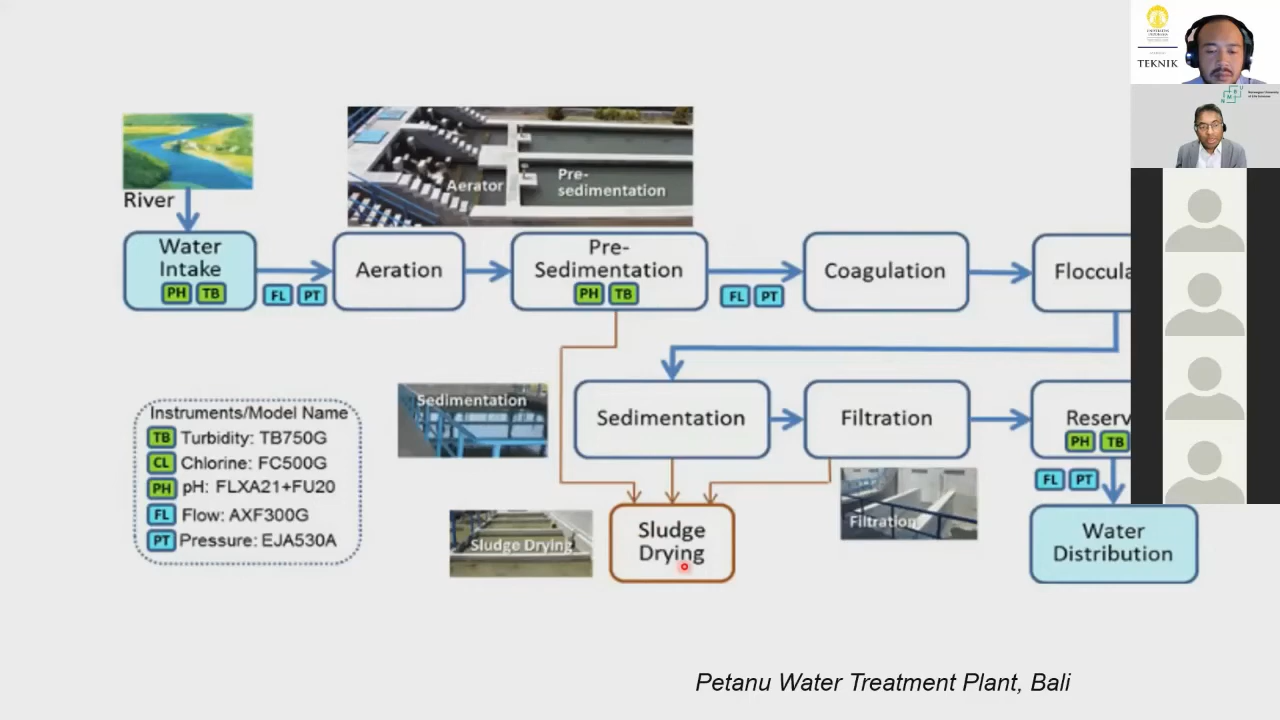 TEKNIK
River
Aerator
Pre-
sedimentation
Water
Intake
PH TB
FL PT
Aeration
Pre-
Sedimentation
PH TB
FL PT
Coagulation
Floccula
Sedimentation
Sedimentation
Filtration
Reserv
PH TB
FL PT
Instruments/Model Name
TB Turbidity: TB750G
CL Chlorine: FC500G
PH pH: FLXA21+FU20
FL Flow: AXF300G
PT Pressure: EJA530A
Sludge Drying
Sludge
Drying
Filtration
Water
Distribution
Petanu Water Treatment Plant, Bali